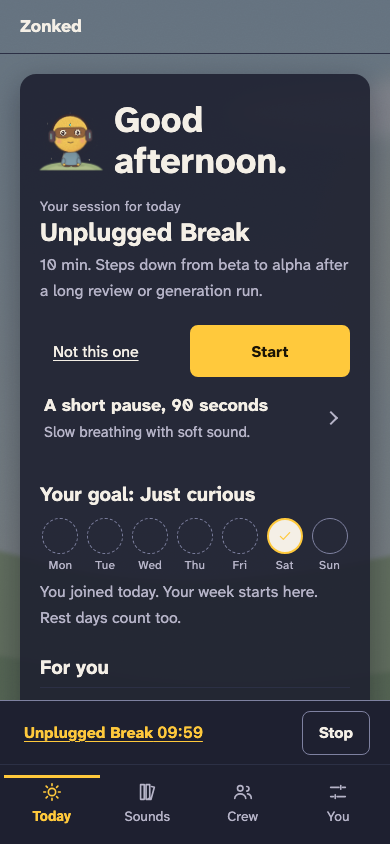 Zonked
Good
afternoon.
Your session for today
Unplugged Break
10 min. Steps down from beta to alpha after
a long review or generation run.
Not this one
Start
A short pause, 90 seconds
Slow breathing with soft sound.
Your goal: Just curious
Mon Tue Wed Thu Fri Sat Sun
You joined today. Your week starts here.
Rest days count too.
For you
Unplugged Break 09:59
Stop
Today Sounds Crew You